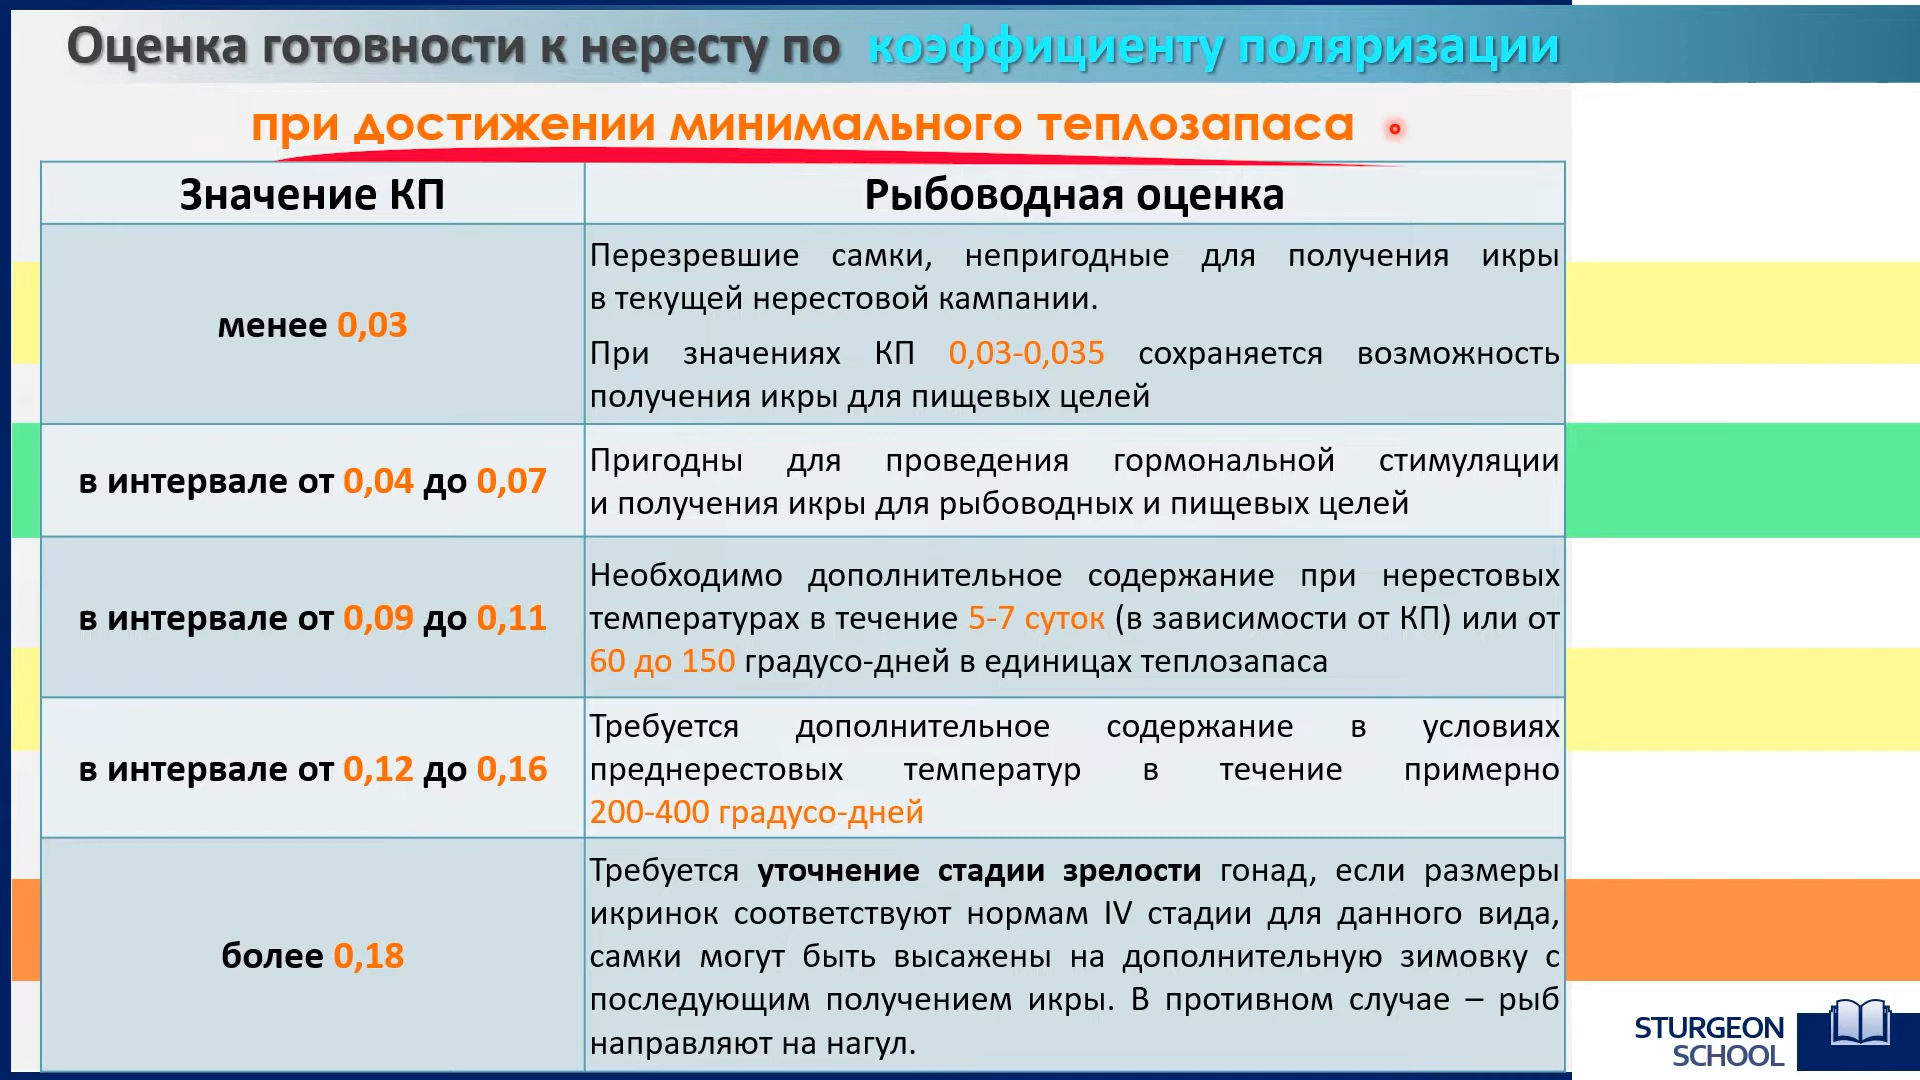 Оценка готовности к нересту по коэффициенту поляризации
при достижении минимального теплозапаса
Значение КП
Рыбоводная оценка
менее 0,03
Перезревшие самки, непригодные для получения икры
в текущей нерестовой кампании.
При значениях КП 0,03-0,035 сохраняется возможность
получения икры для пищевых целей
в интервале от 0,04 до 0,07
Пригодны для проведения гормональной стимуляции
и получения икры для рыбоводных и пищевых целей
в интервале от 0,09 до 0,11
Необходимо дополнительное содержание при нерестовых
температурах в течение 5-7 суток (в зависимости от КП) или от
60 до 150 градусо-дней в единицах теплозапаса
в интервале от 0,12 до 0,16
Требуется дополнительное содержание в условиях
преднерестовых температур в течение примерно
200-400 градусо-дней
более 0,18
Требуется уточнение стадии зрелости гонад, если размеры
икринок соответствуют нормам IV стадии для данного вида,
самки могут быть высажены на дополнительную зимовку с
последующим получением икры. В противном случае – рыб
направляют на нагул.
STURGEON
SCHOOL